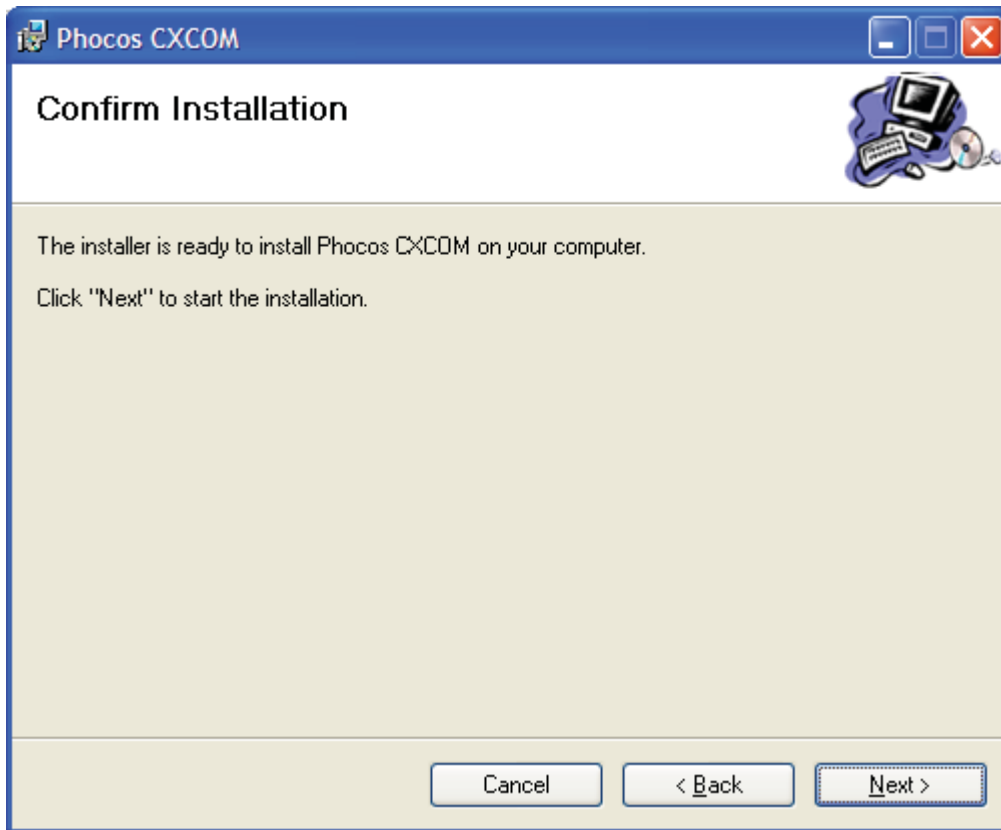 Phocos CXCOM
Confirm Installation
The installer is ready to install Phocos CXCOM on your computer.
Click "Next" to start the installation.
Cancel
< Back
Next >